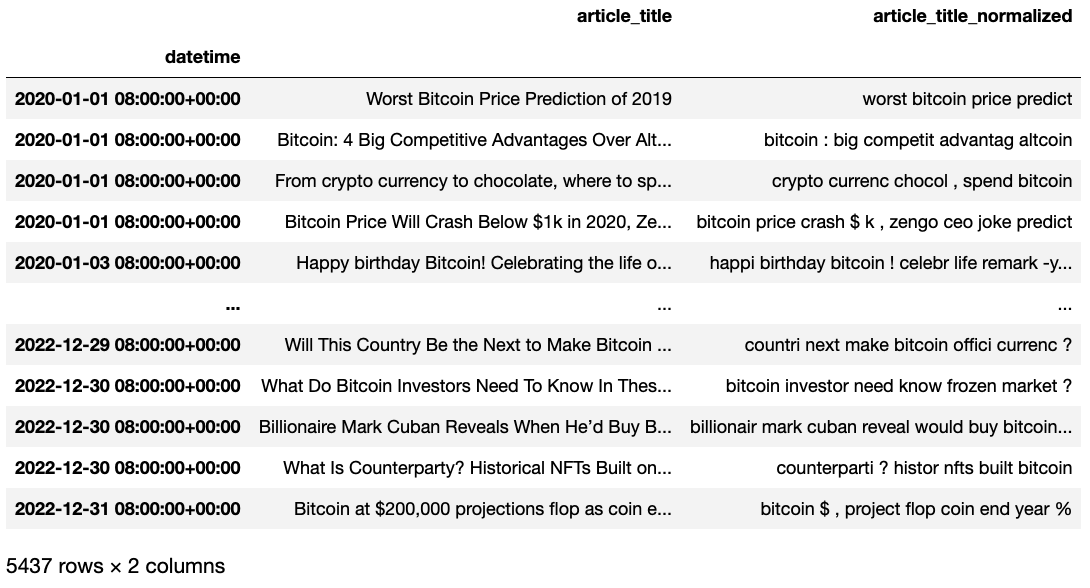 article_title article_title_normalized
datetime
2020-01-01 08:00:00+00:00 Worst Bitcoin Price Prediction of 2019 worst bitcoin price predict
2020-01-01 08:00:00+00:00 Bitcoin: 4 Big Competitive Advantages Over Alt... bitcoin : big competit advantag altcoin
2020-01-01 08:00:00+00:00 From crypto currency to chocolate, where to sp... crypto currenc chocol , spend bitcoin
2020-01-01 08:00:00+00:00 Bitcoin Price Will Crash Below $1k in 2020, Ze... bitcoin price crash $ k , zengo ceo joke predict
2020-01-03 08:00:00+00:00 Happy birthday Bitcoin! Celebrating the life o... happi birthday bitcoin ! celebr life remark -y...
... ... ...
2022-12-29 08:00:00+00:00 Will This Country Be the Next to Make Bitcoin ... countri next make bitcoin offici currenc ?
2022-12-30 08:00:00+00:00 What Do Bitcoin Investors Need To Know In Thes... bitcoin investor need know frozen market ?
2022-12-30 08:00:00+00:00 Billionaire Mark Cuban Reveals When He’d Buy B... billionair mark cuban reveal would buy bitcoin...
2022-12-30 08:00:00+00:00 What Is Counterparty? Historical NFTs Built on... counterparti ? histor nfts built bitcoin
2022-12-31 08:00:00+00:00 Bitcoin at $200,000 projections flop as coin e... bitcoin $ , project flop coin end year %
5437 rows × 2 columns